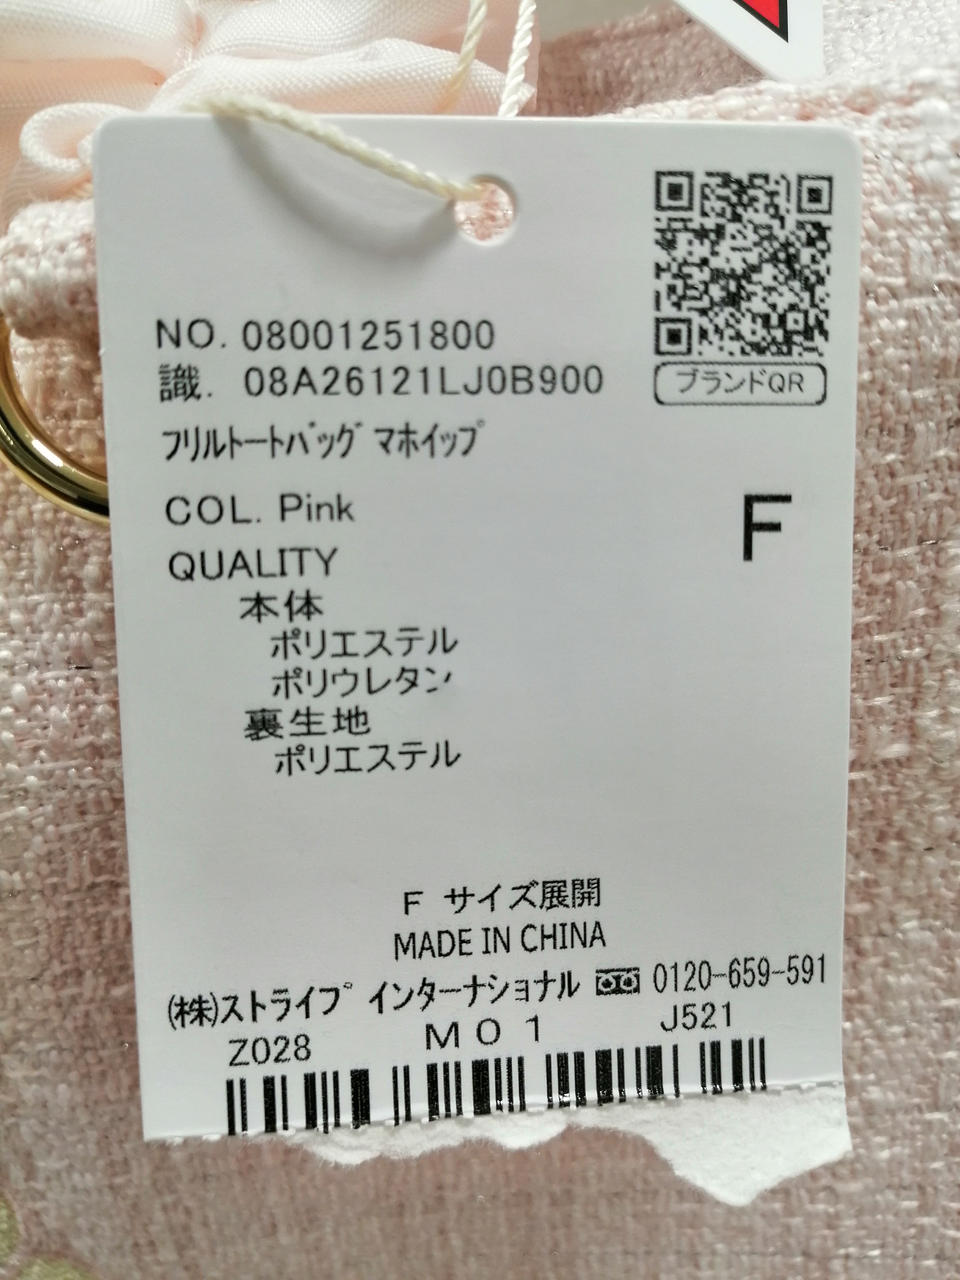 NO. 08001251800
識. 08A26121LJ0B900
ブランドQR
フリルトートバッグ マホイップ
COL. Pink
F
QUALITY
本体
ポリエステル
ポリウレタン
裏生地
ポリエステル
F サイズ展開
MADE IN CHINA
(株)ストライプ インターナショナル 0120-659-591
Z028 M01 J521